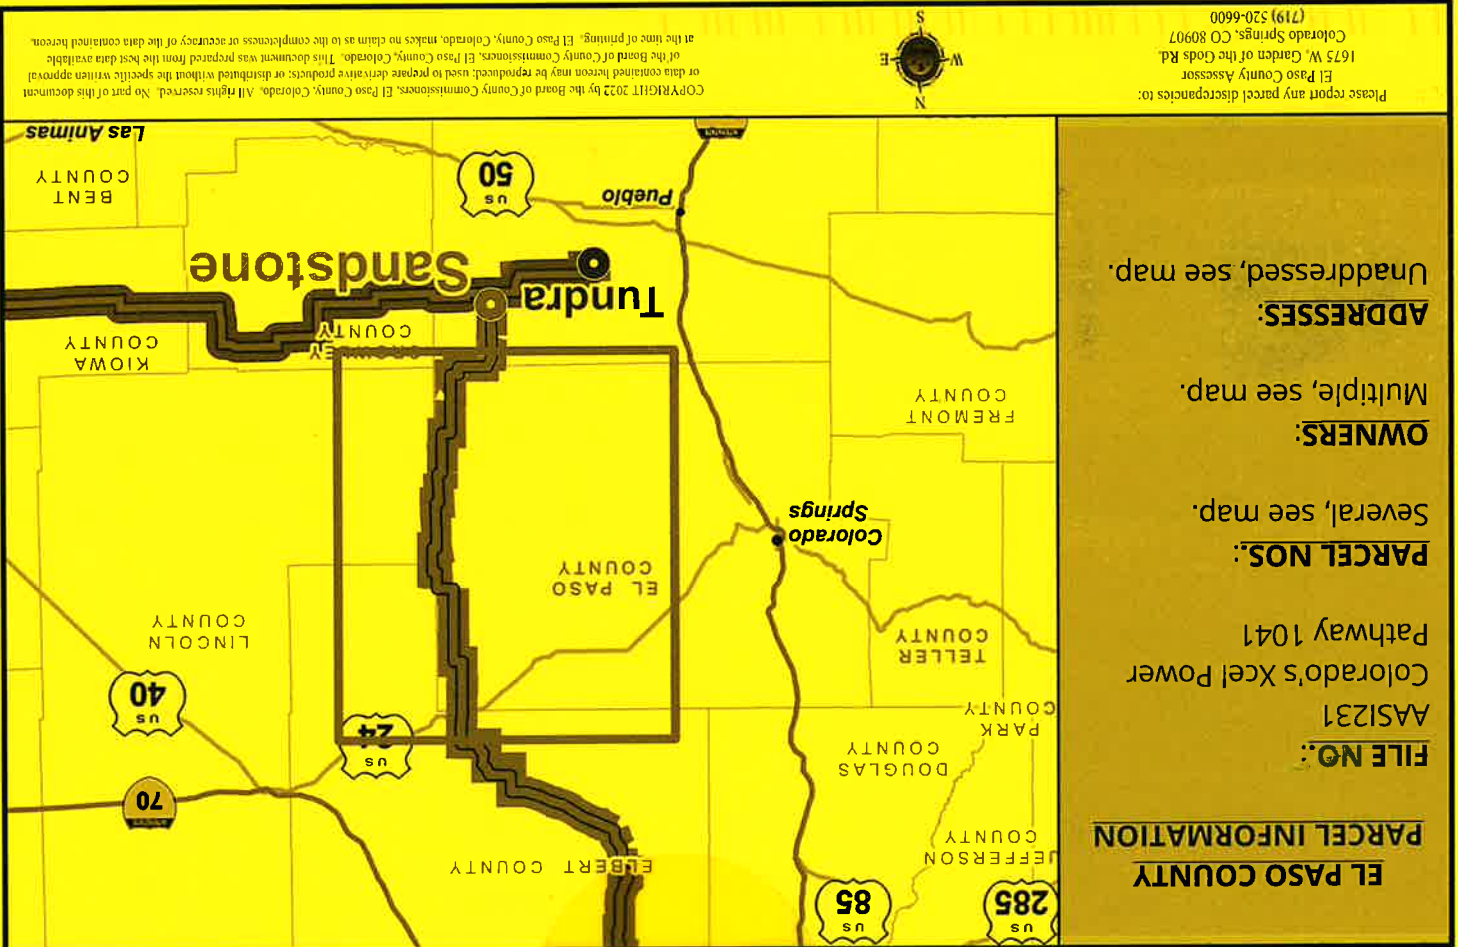 EL PASO COUNTY
PARCEL INFORMATION
FILE NO.:
AASI231
Colorado's Xcel Power
Pathway 1041
PARCEL NOS.:
Several, see map.
OWNERS:
Multiple, see map.
ADDRESSES:
Unaddressed, see map.
US
285
US
85
JEFFERSON
COUNTY
ELBERT COUNTY
DOUGLAS
COUNTY
70
PARK
COUNTY
US
24
US
40
TELLER
COUNTY
LINCOLN
COUNTY
EL PASO
COUNTY
Colorado
Springs
FREMONT
COUNTY
CROWLEY
COUNTY
KIOWA
COUNTY
Tundra
Sandstone
Pueblo
US
50
BENT
COUNTY
Las Animas
Please report any parcel discrepancies to:
El Paso County Assessor
1675 W. Garden of the Gods Rd.
Colorado Springs, CO 80907
(719) 520-6600
N
W
E
S
COPYRIGHT 2022 by the Board of County Commissioners, El Paso County, Colorado. All rights reserved. No part of this document
or data contained hereon may be reproduced; used to prepare derivative products; or distributed without the specific written approval
of the Board of County Commissioners, El Paso County, Colorado. This document was prepared from the best data available
at the time of printing. El Paso County, Colorado, makes no claim as to the completeness or accuracy of the data contained hereon.